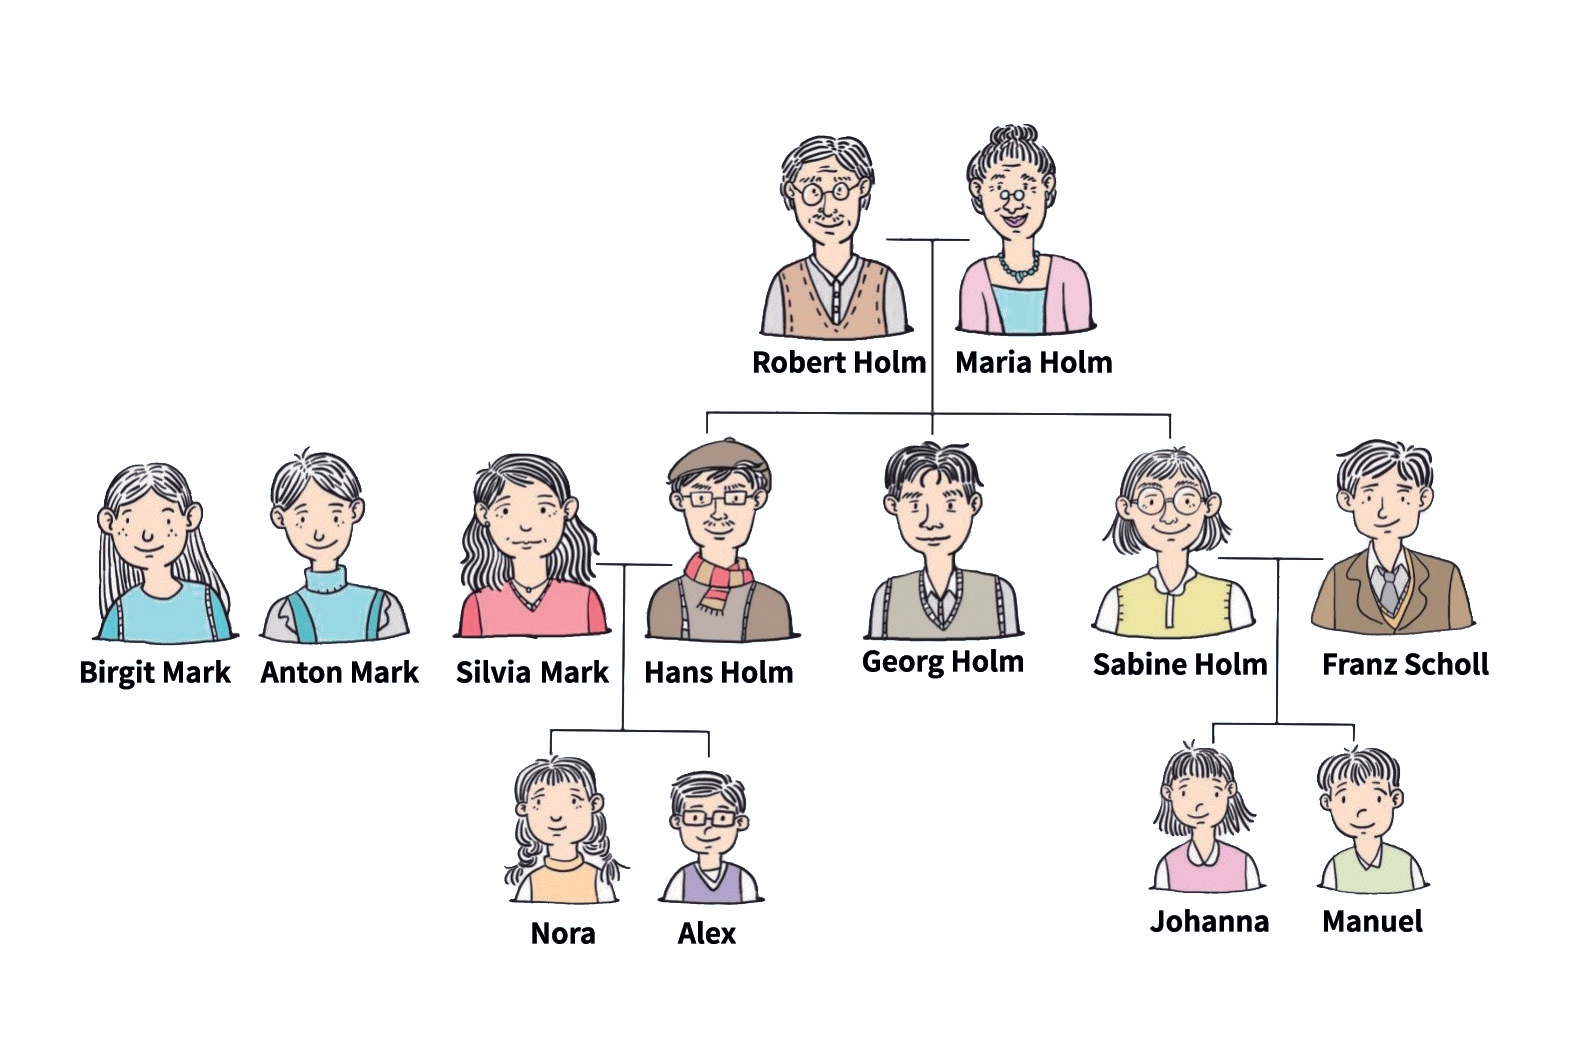 Robert Holm
Maria Holm
Birgit Mark
Anton Mark
Silvia Mark
Hans Holm
Georg Holm
Sabine Holm
Franz Scholl
Nora
Alex
Johanna
Manuel